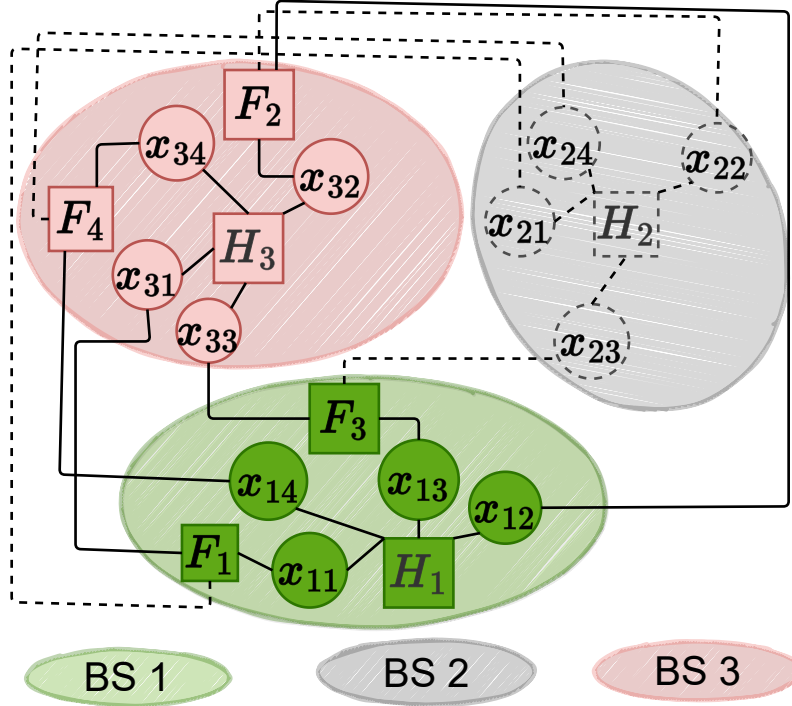 F₂
x₃₄
x₂₄
x₂₂
x₃₂
F₄
H₃
x₂₁
H₂
x₃₁
x₃₃
x₂₃
F₃
x₁₄
x₁₃
x₁₂
F₁
x₁₁
H₁
BS 1
BS 2
BS 3